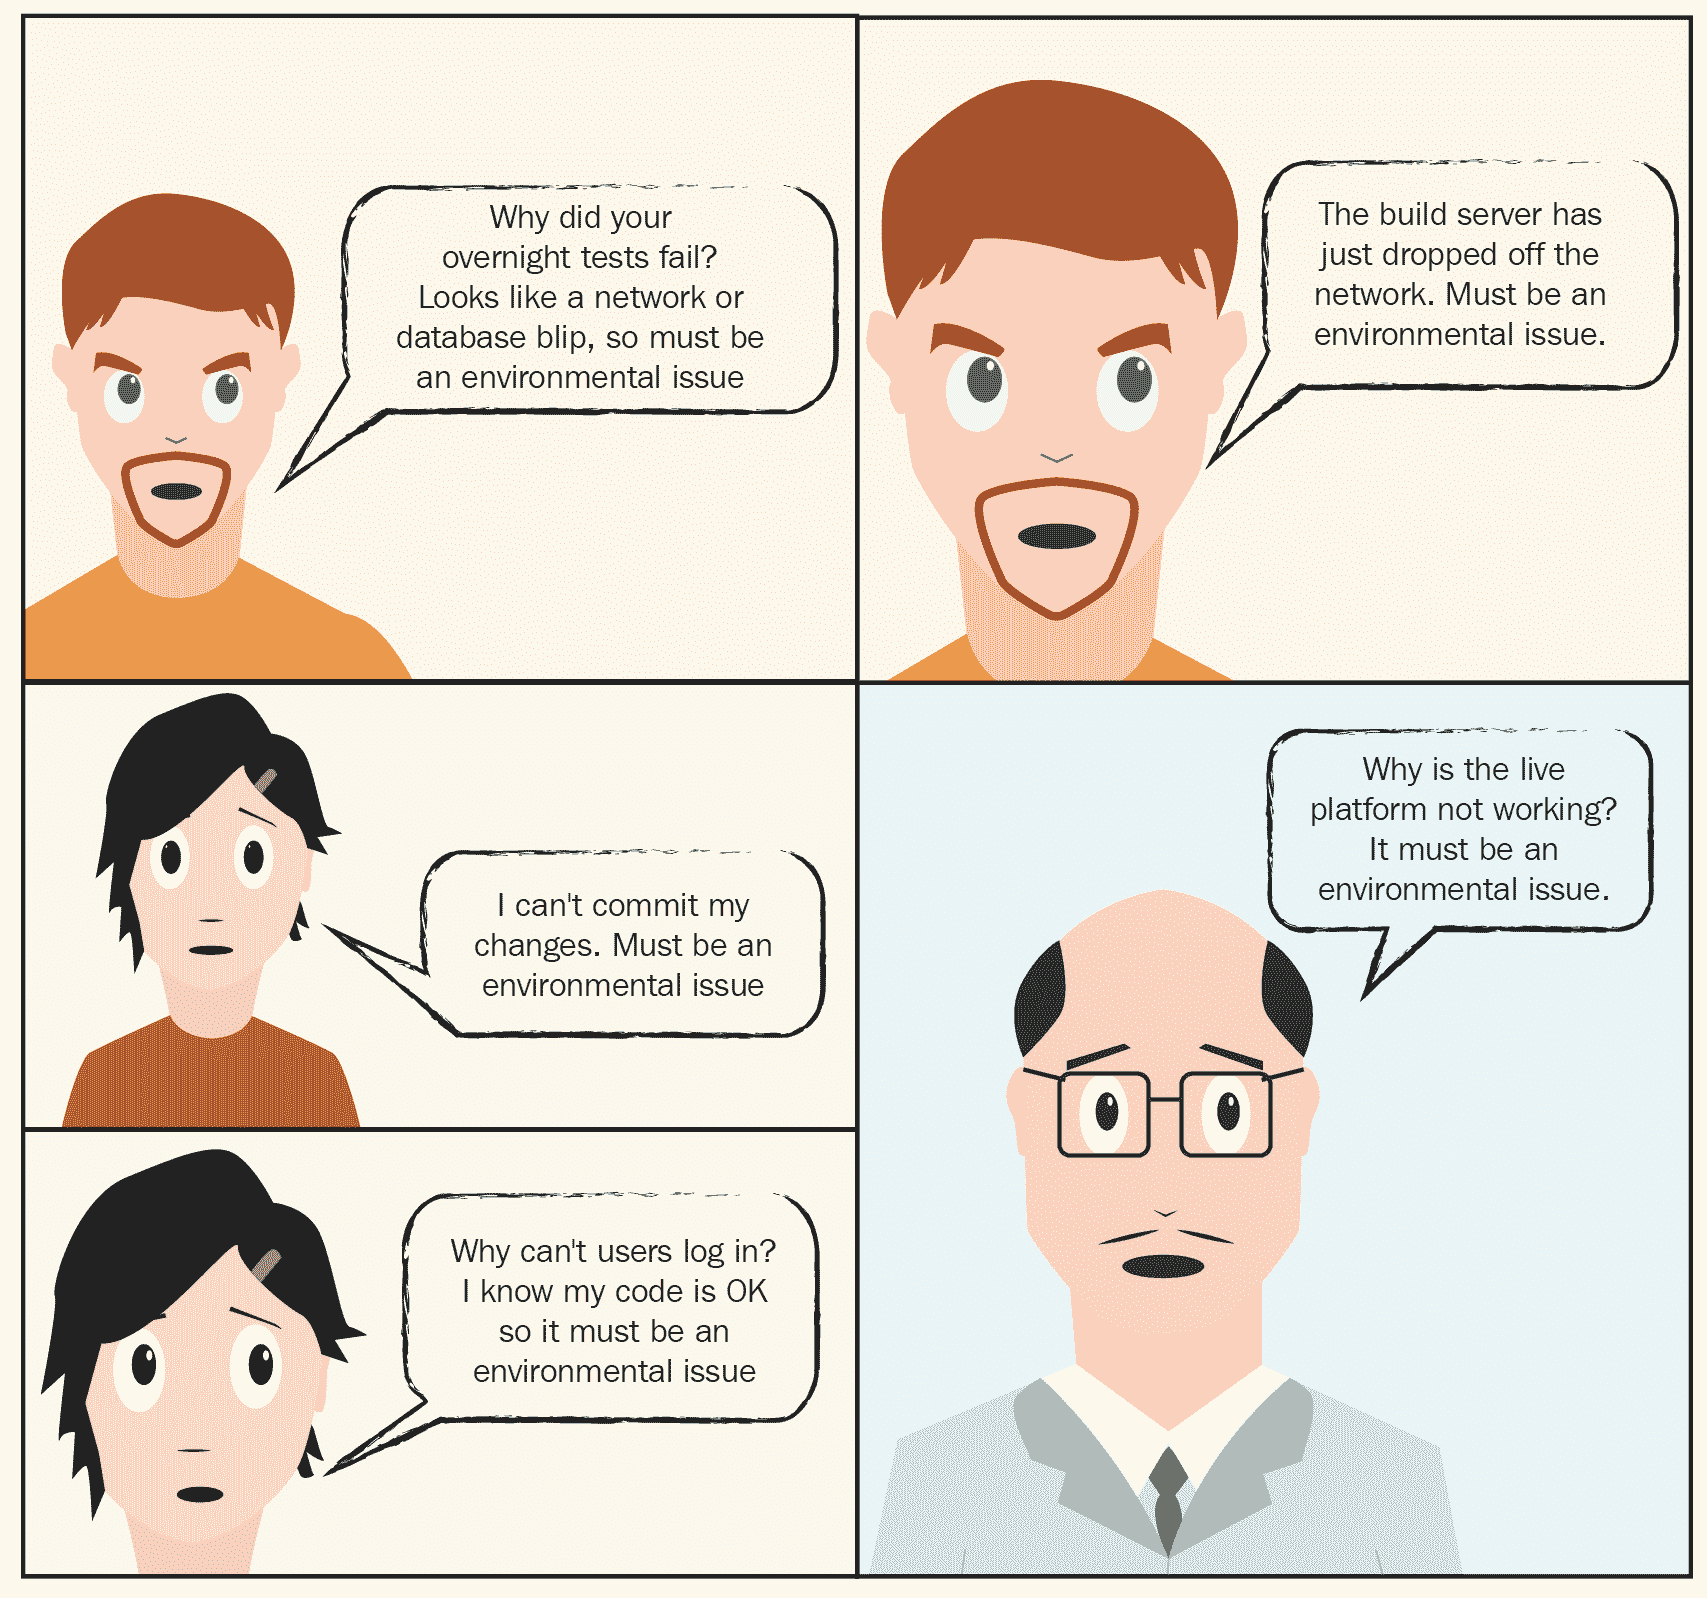 Why did your
overnight tests fail?
Looks like a network or
database blip, so must be
an environmental issue
The build server has
just dropped off the
network. Must be an
environmental issue.
I can't commit my
changes. Must be an
environmental issue
Why can't users log in?
I know my code is OK
so it must be an
environmental issue
Why is the live
platform not working?
It must be an
environmental issue.